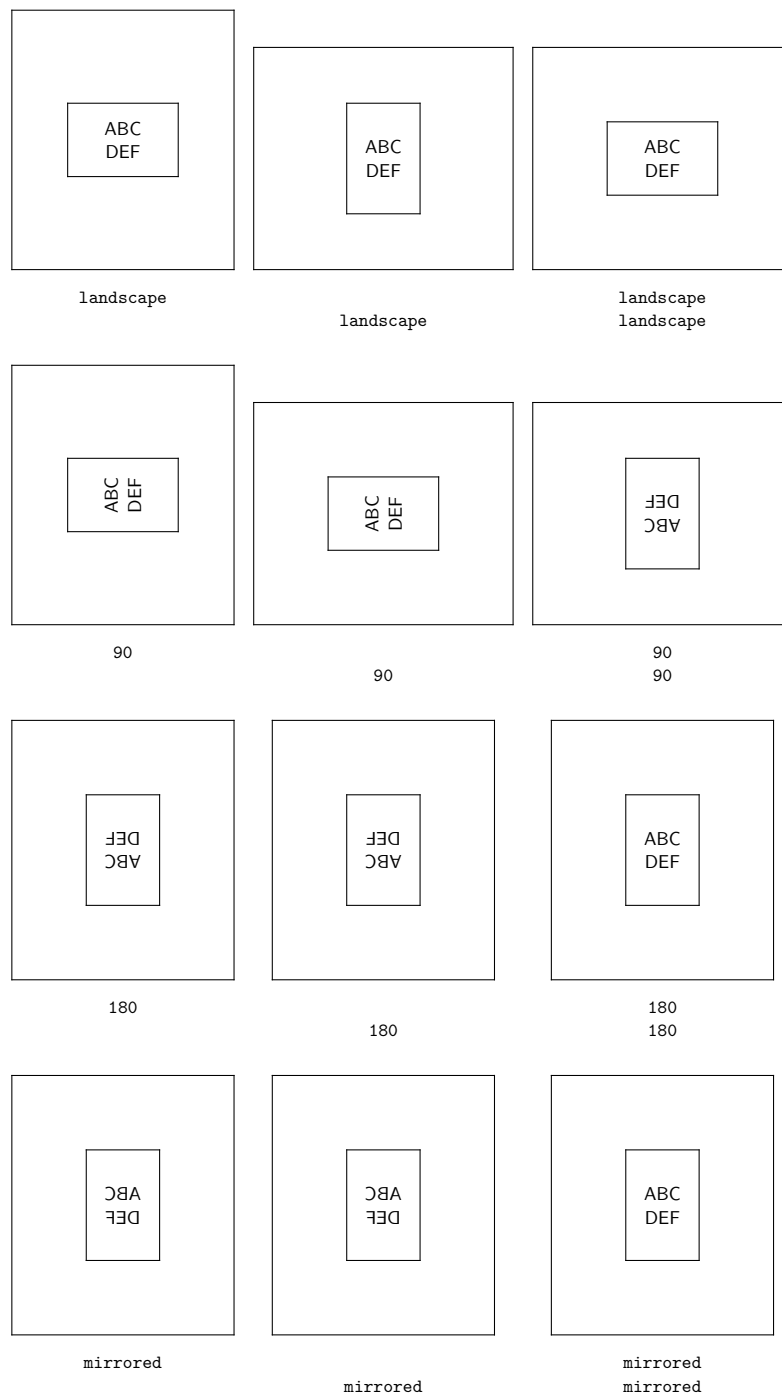 ABC
DEF
ABC
DEF
ABC
DEF
landscape
landscape
landscape
landscape
ABC
DEF
ABC
DEF
ABC
DEF
90
90
90
90
ABC
DEF
ABC
DEF
ABC
DEF
180
180
180
180
ABC
DEF
ABC
DEF
ABC
DEF
mirrored
mirrored
mirrored
mirrored